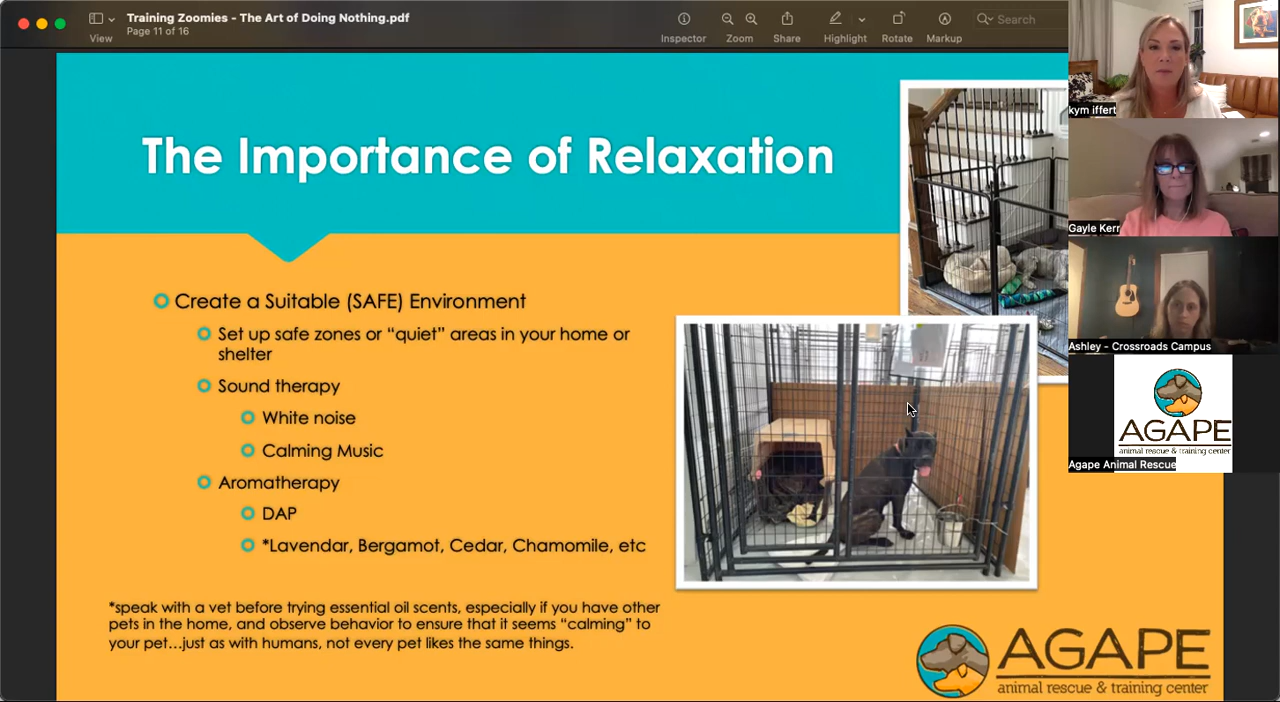 Training Zoomies - The Art of Doing Nothing.pdf
Page 11 of 16
View
Inspector
Zoom
Share
Highlight
Rotate
Markup
Search
The Importance of Relaxation
Create a Suitable (SAFE) Environment
Set up safe zones or “quiet” areas in your home or
shelter
Sound therapy
White noise
Calming Music
Aromatherapy
DAP
*Lavendar, Bergamot, Cedar, Chamomile, etc
*speak with a vet before trying essential oil scents, especially if you have other
pets in the home, and observe behavior to ensure that it seems “calming” to
your pet...just as with humans, not every pet likes the same things.
kym iffert
Gayle Kerr
Ashley - Crossroads Campus
AGAPE
animal rescue & training center
Agape Animal Rescue
AGAPE
animal rescue & training center